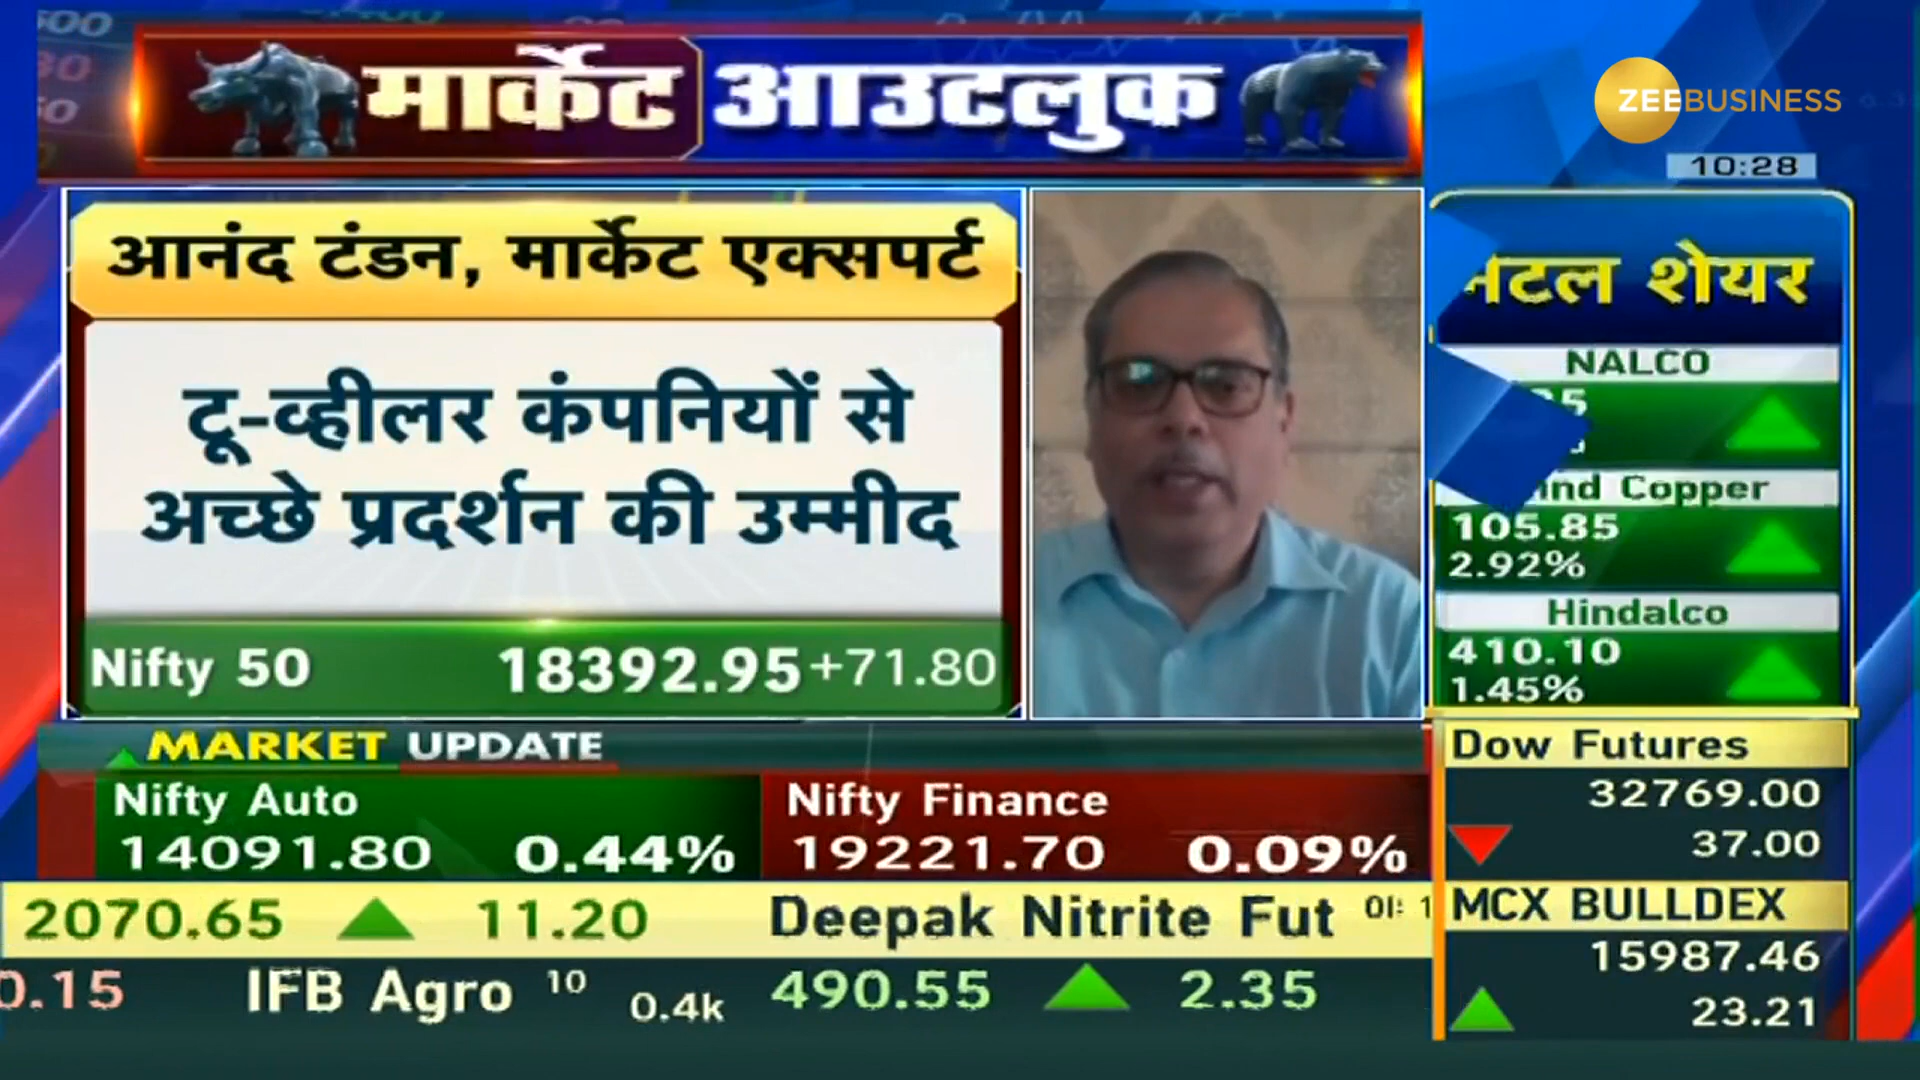 मार्केट आउटलुक
ZEEBUSINESS
10:28
आनंद टंडन, मार्केट एक्सपर्ट
टू-व्हीलर कंपनियों से
अच्छे प्रदर्शन की उम्मीद
Nifty 50 18392.95 +71.80
शेयर
NALCO
Copper
105.85
2.92%
Hindalco
410.10
1.45%
MARKET UPDATE
Nifty Auto
14091.80 0.44%
Nifty Finance
19221.70 0.09%
Dow Futures
32769.00
37.00
MCX BULLDEX
15987.46
23.21
2070.65 11.20 Deepak Nitrite Fut
0.15 IFB Agro 10 0.4k 490.55 2.35